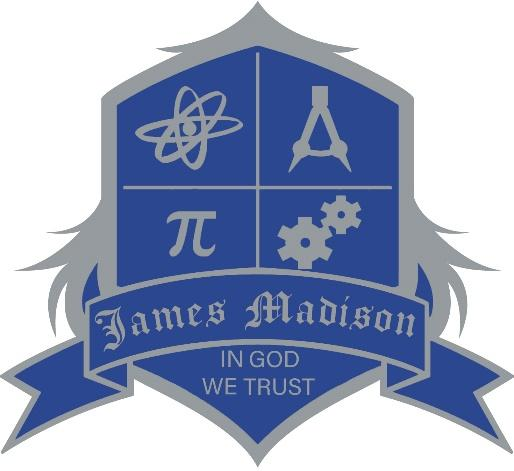 π
James Madison
IN GOD
WE TRUST